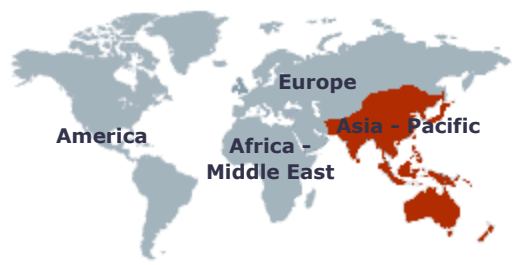 Europe
Asia - Pacific
America
Africa -
Middle East